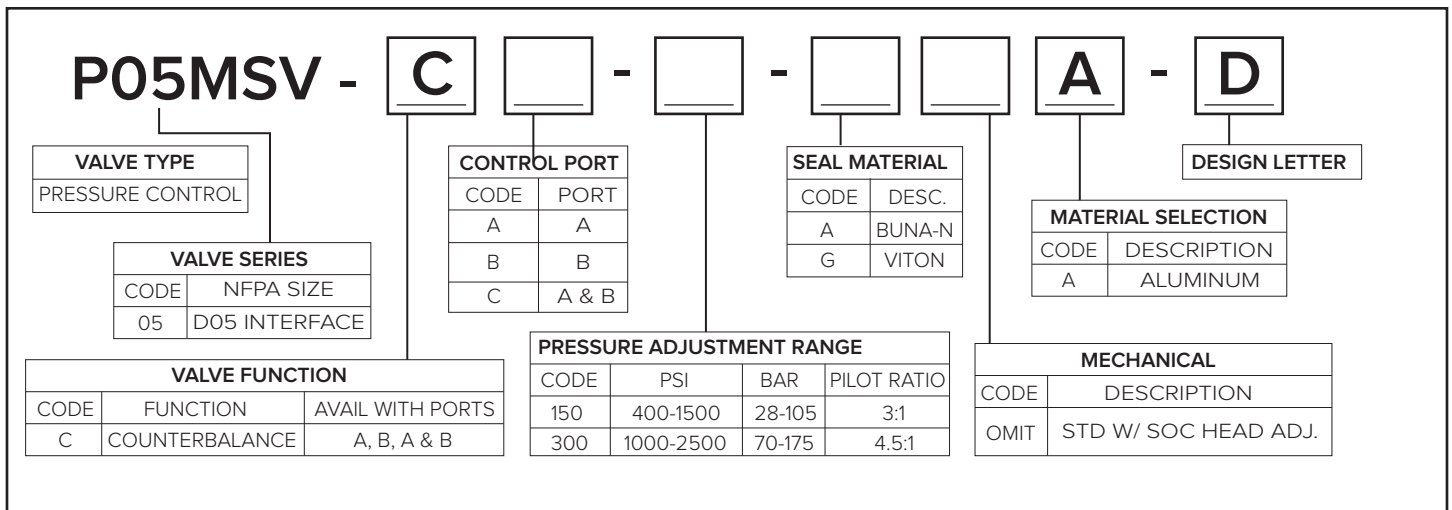 P05MSV - C - - A - D
VALVE TYPE
PRESSURE CONTROL
VALVE SERIES
CODE NFPA SIZE
05 D05 INTERFACE
VALVE FUNCTION
CODE FUNCTION AVAIL WITH PORTS
C COUNTERBALANCE A, B, A & B
CONTROL PORT
CODE PORT
A A
B B
C A & B
PRESSURE ADJUSTMENT RANGE
CODE PSI BAR PILOT RATIO
150 400-1500 28-105 3:1
300 1000-2500 70-175 4.5:1
SEAL MATERIAL
CODE DESC.
A BUNA-N
G VITON
MECHANICAL
CODE DESCRIPTION
OMIT STD W/ SOC HEAD ADJ.
MATERIAL SELECTION
CODE DESCRIPTION
A ALUMINUM
DESIGN LETTER